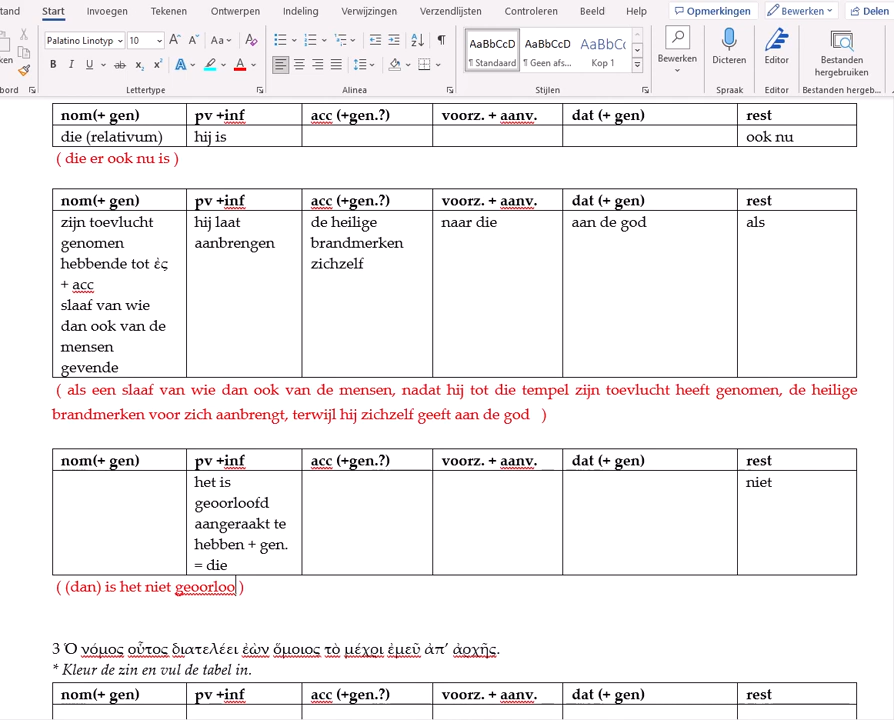 tand Start Invoegen Tekenen Ontwerpen Indeling Verwijzingen Verzendlijsten Controleren Beeld Help Opmerkingen Bewerken Delen
Palatino Linotyp 10 A A Aa A
AaBbCcD AaBbCcD AaBbCc
¶ Standaard ¶ Geen afs... Kop 1
Bewerken Dicteren Editor Bestanden hergebruiken
B I U ab x₂ x² A A
bord Lettertype Alinea Stijlen Spraak Editor Bestanden hergeb...
nom(+ gen) pv +inf acc (+gen.?) voorz. + aanv. dat (+ gen) rest
die (relativum) hij is ook nu
( die er ook nu is )
nom(+ gen) pv +inf acc (+gen.?) voorz. + aanv. dat (+ gen) rest
zijn toevlucht hij laat de heilige naar die aan de god als
genomen aanbrengen brandmerken
hebbende tot ἐς zichzelf
+ acc
slaaf van wie
dan ook van de
mensen
gevende
( als een slaaf van wie dan ook van de mensen, nadat hij tot die tempel zijn toevlucht heeft genomen, de heilige
brandmerken voor zich aanbrengt, terwijl hij zichzelf geeft aan de god )
nom(+ gen) pv +inf acc (+gen.?) voorz. + aanv. dat (+ gen) rest
het is niet
geoorloofd
aangeraakt te
hebben + gen.
= die
( (dan) is het niet geoorloo )
3 Ὁ νόμος οὗτος διατελέει ἐὼν ὅμοιος τὸ μέχρι ἐμεῦ ἀπ’ ἀρχῆς.
* Kleur de zin en vul de tabel in.
nom(+ gen) pv +inf acc (+gen.?) voorz. + aanv. dat (+ gen) rest